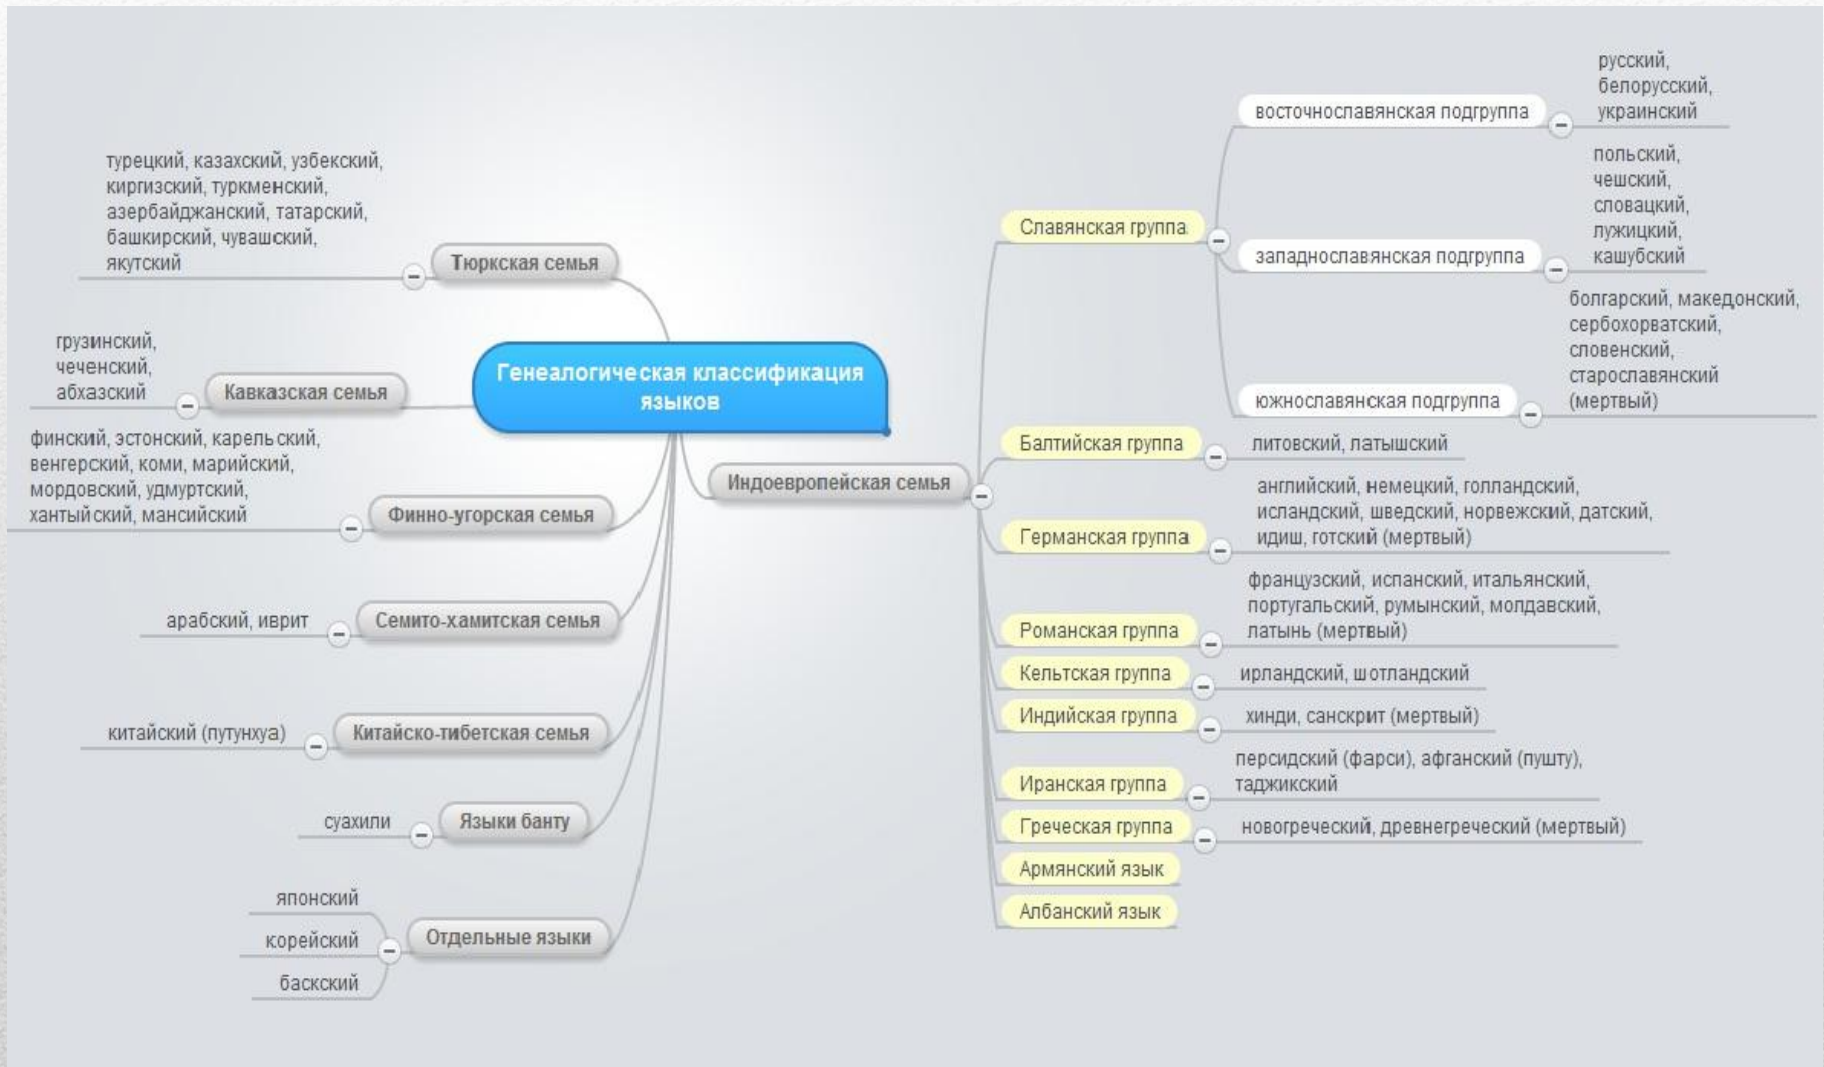 Генеалогическая классификация
языков
Тюркская семья
турецкий, казахский, узбекский,
киргизский, туркменский,
азербайджанский, татарский,
башкирский, чувашский,
якутский
Кавказская семья
грузинский,
чеченский,
абхазский
Финно-угорская семья
финский, эстонский, карельский,
венгерский, коми, марийский,
мордовский, удмуртский,
хантыйский, мансийский
Семито-хамитская семья
арабский, иврит
Китайско-тибетская семья
китайский (путунхуа)
Языки банту
суахили
Отдельные языки
японский
корейский
баскский
Индоевропейская семья
Славянская группа
восточнославянская подгруппа
русский,
белорусский,
украинский
западнославянская подгруппа
польский,
чешский,
словацкий,
лужицкий,
кашубский
южнославянская подгруппа
болгарский, македонский,
сербохорватский,
словенский,
старославянский
(мертвый)
Балтийская группа
литовский, латышский
Германская группа
английский, немецкий, голландский,
исландский, шведский, норвежский, датский,
идиш, готский (мертвый)
Романская группа
французский, испанский, итальянский,
португальский, румынский, молдавский,
латынь (мертвый)
Кельтская группа
ирландский, шотландский
Индийская группа
хинди, санскрит (мертвый)
Иранская группа
персидский (фарси), афганский (пушту),
таджикский
Греческая группа
новогреческий, древнегреческий (мертвый)
Армянский язык
Албанский язык